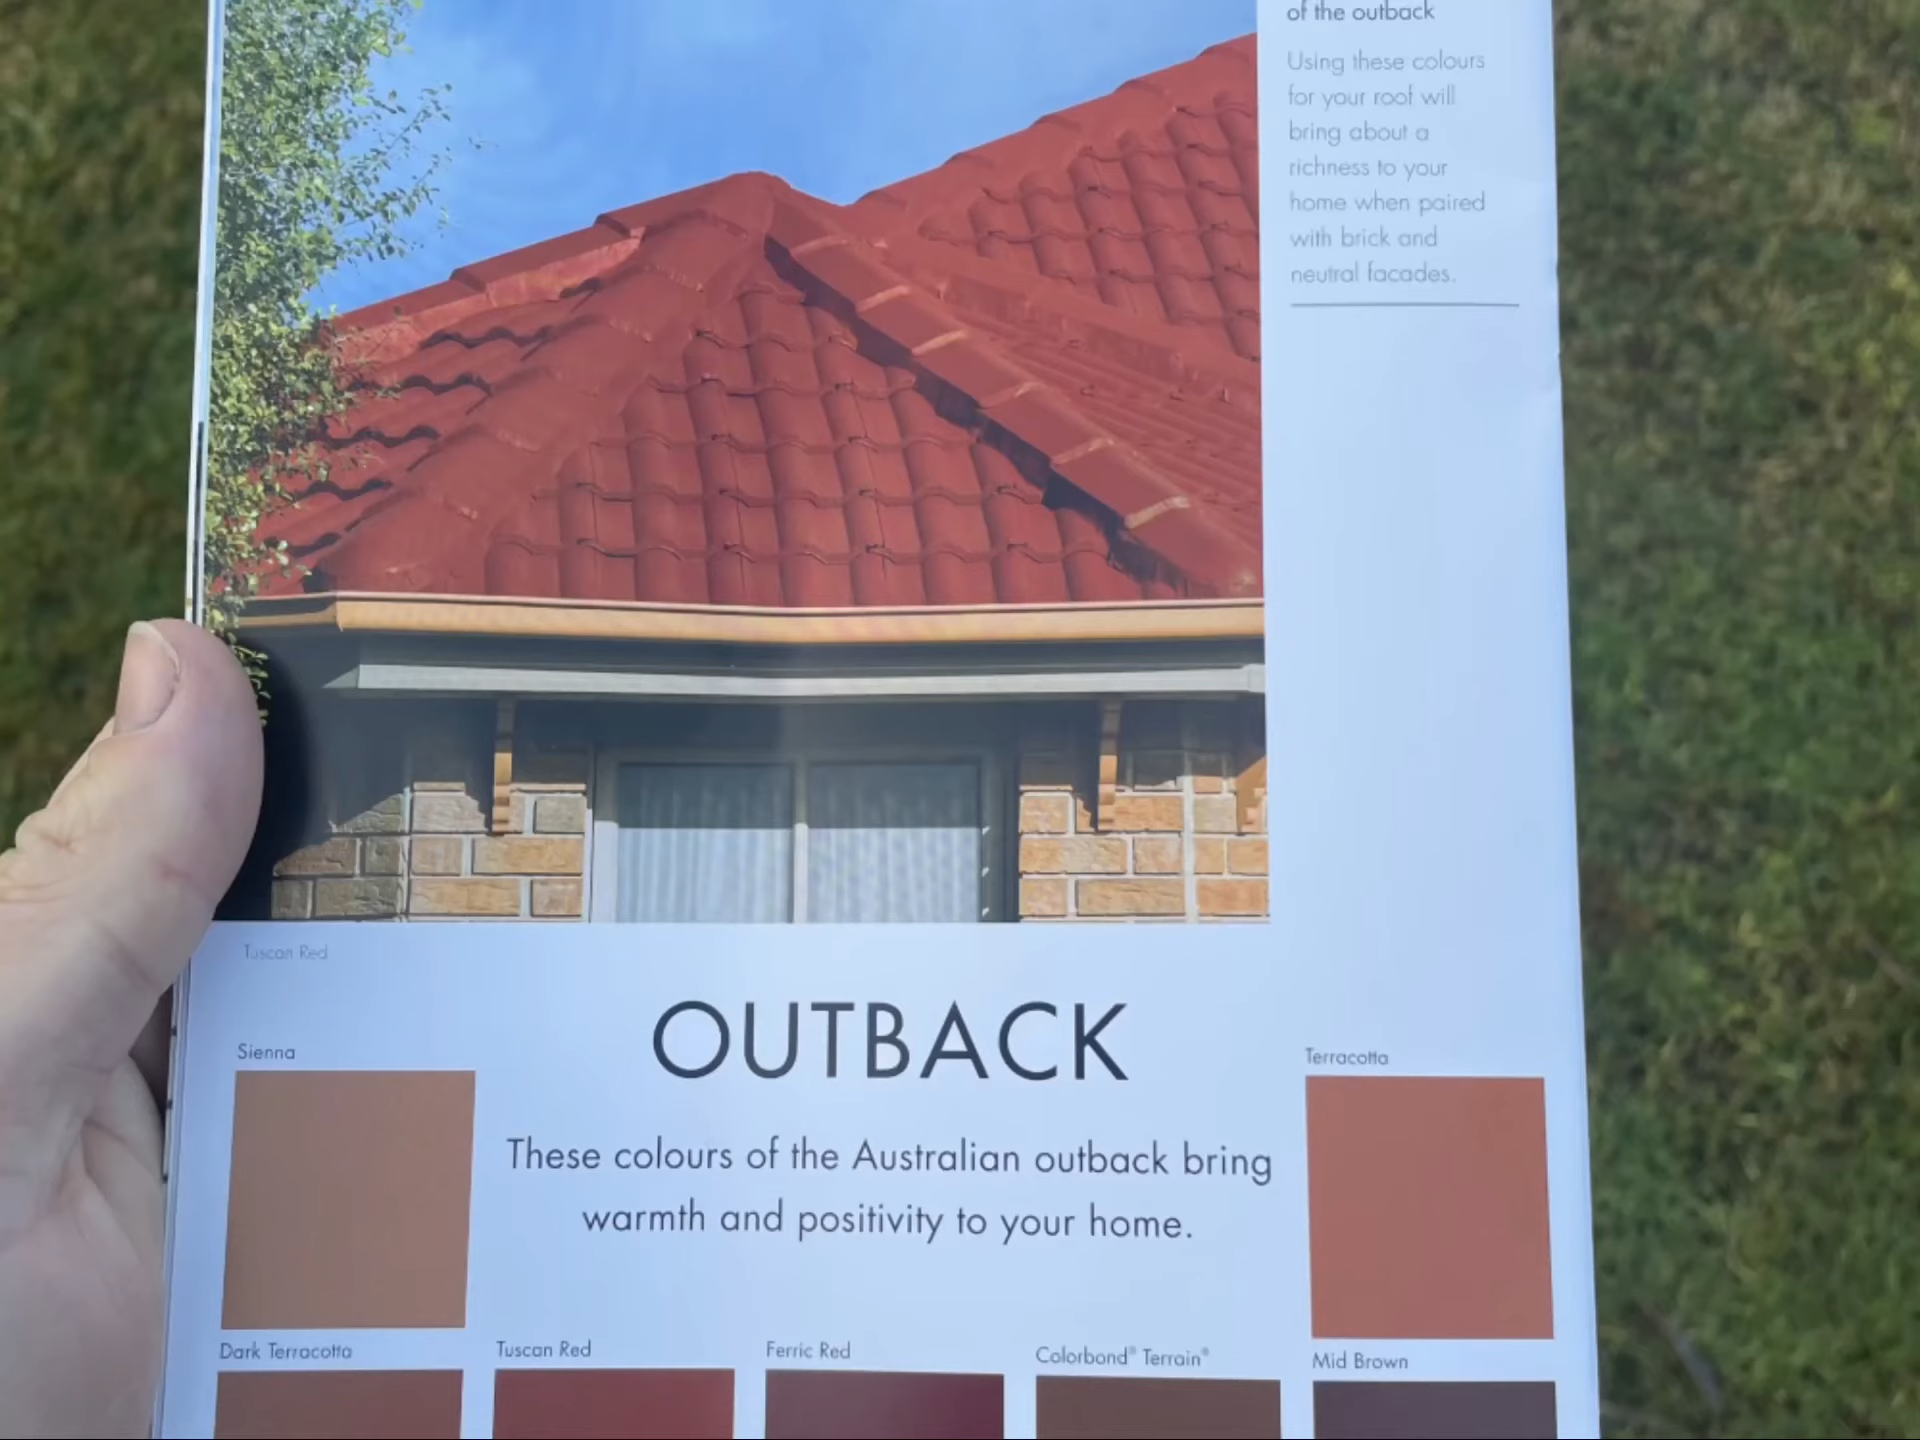 of the outback
Using these colours
for your roof will
bring about a
richness to your
home when paired
with brick and
neutral facades.
Tuscan Red
OUTBACK
These colours of the Australian outback bring
warmth and positivity to your home.
Sienna
Terracotta
Dark Terracotta
Tuscan Red
Ferric Red
Colorbond® Terrain®
Mid Brown